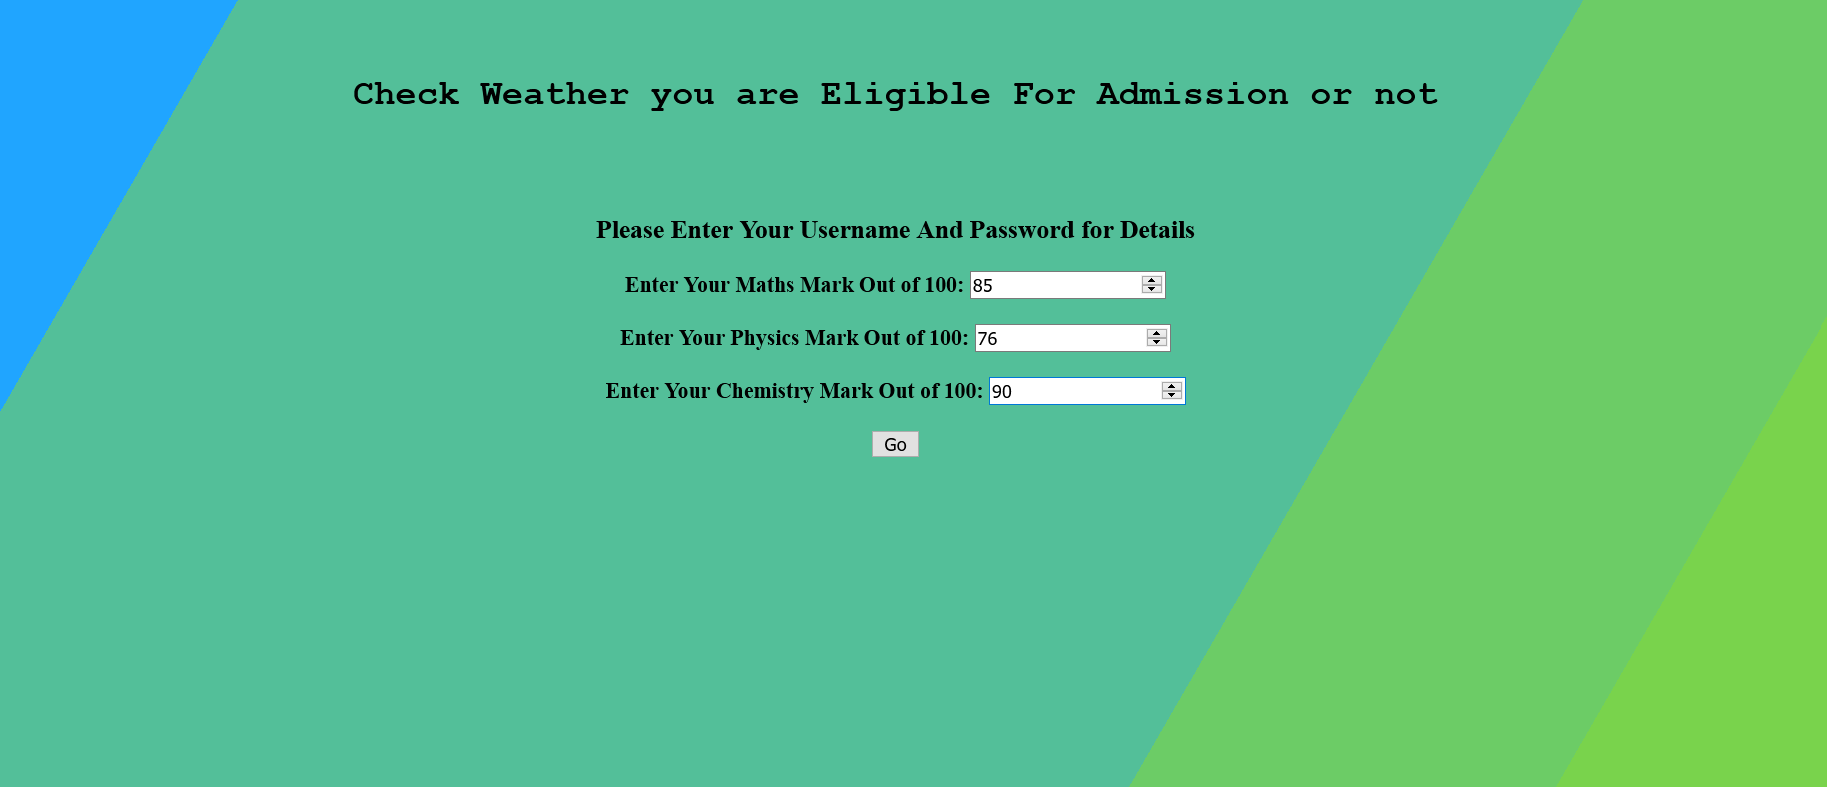 Check Weather you are Eligible For Admission or not
Please Enter Your Username And Password for Details
Enter Your Maths Mark Out of 100: 85
Enter Your Physics Mark Out of 100: 76
Enter Your Chemistry Mark Out of 100: 90
Go